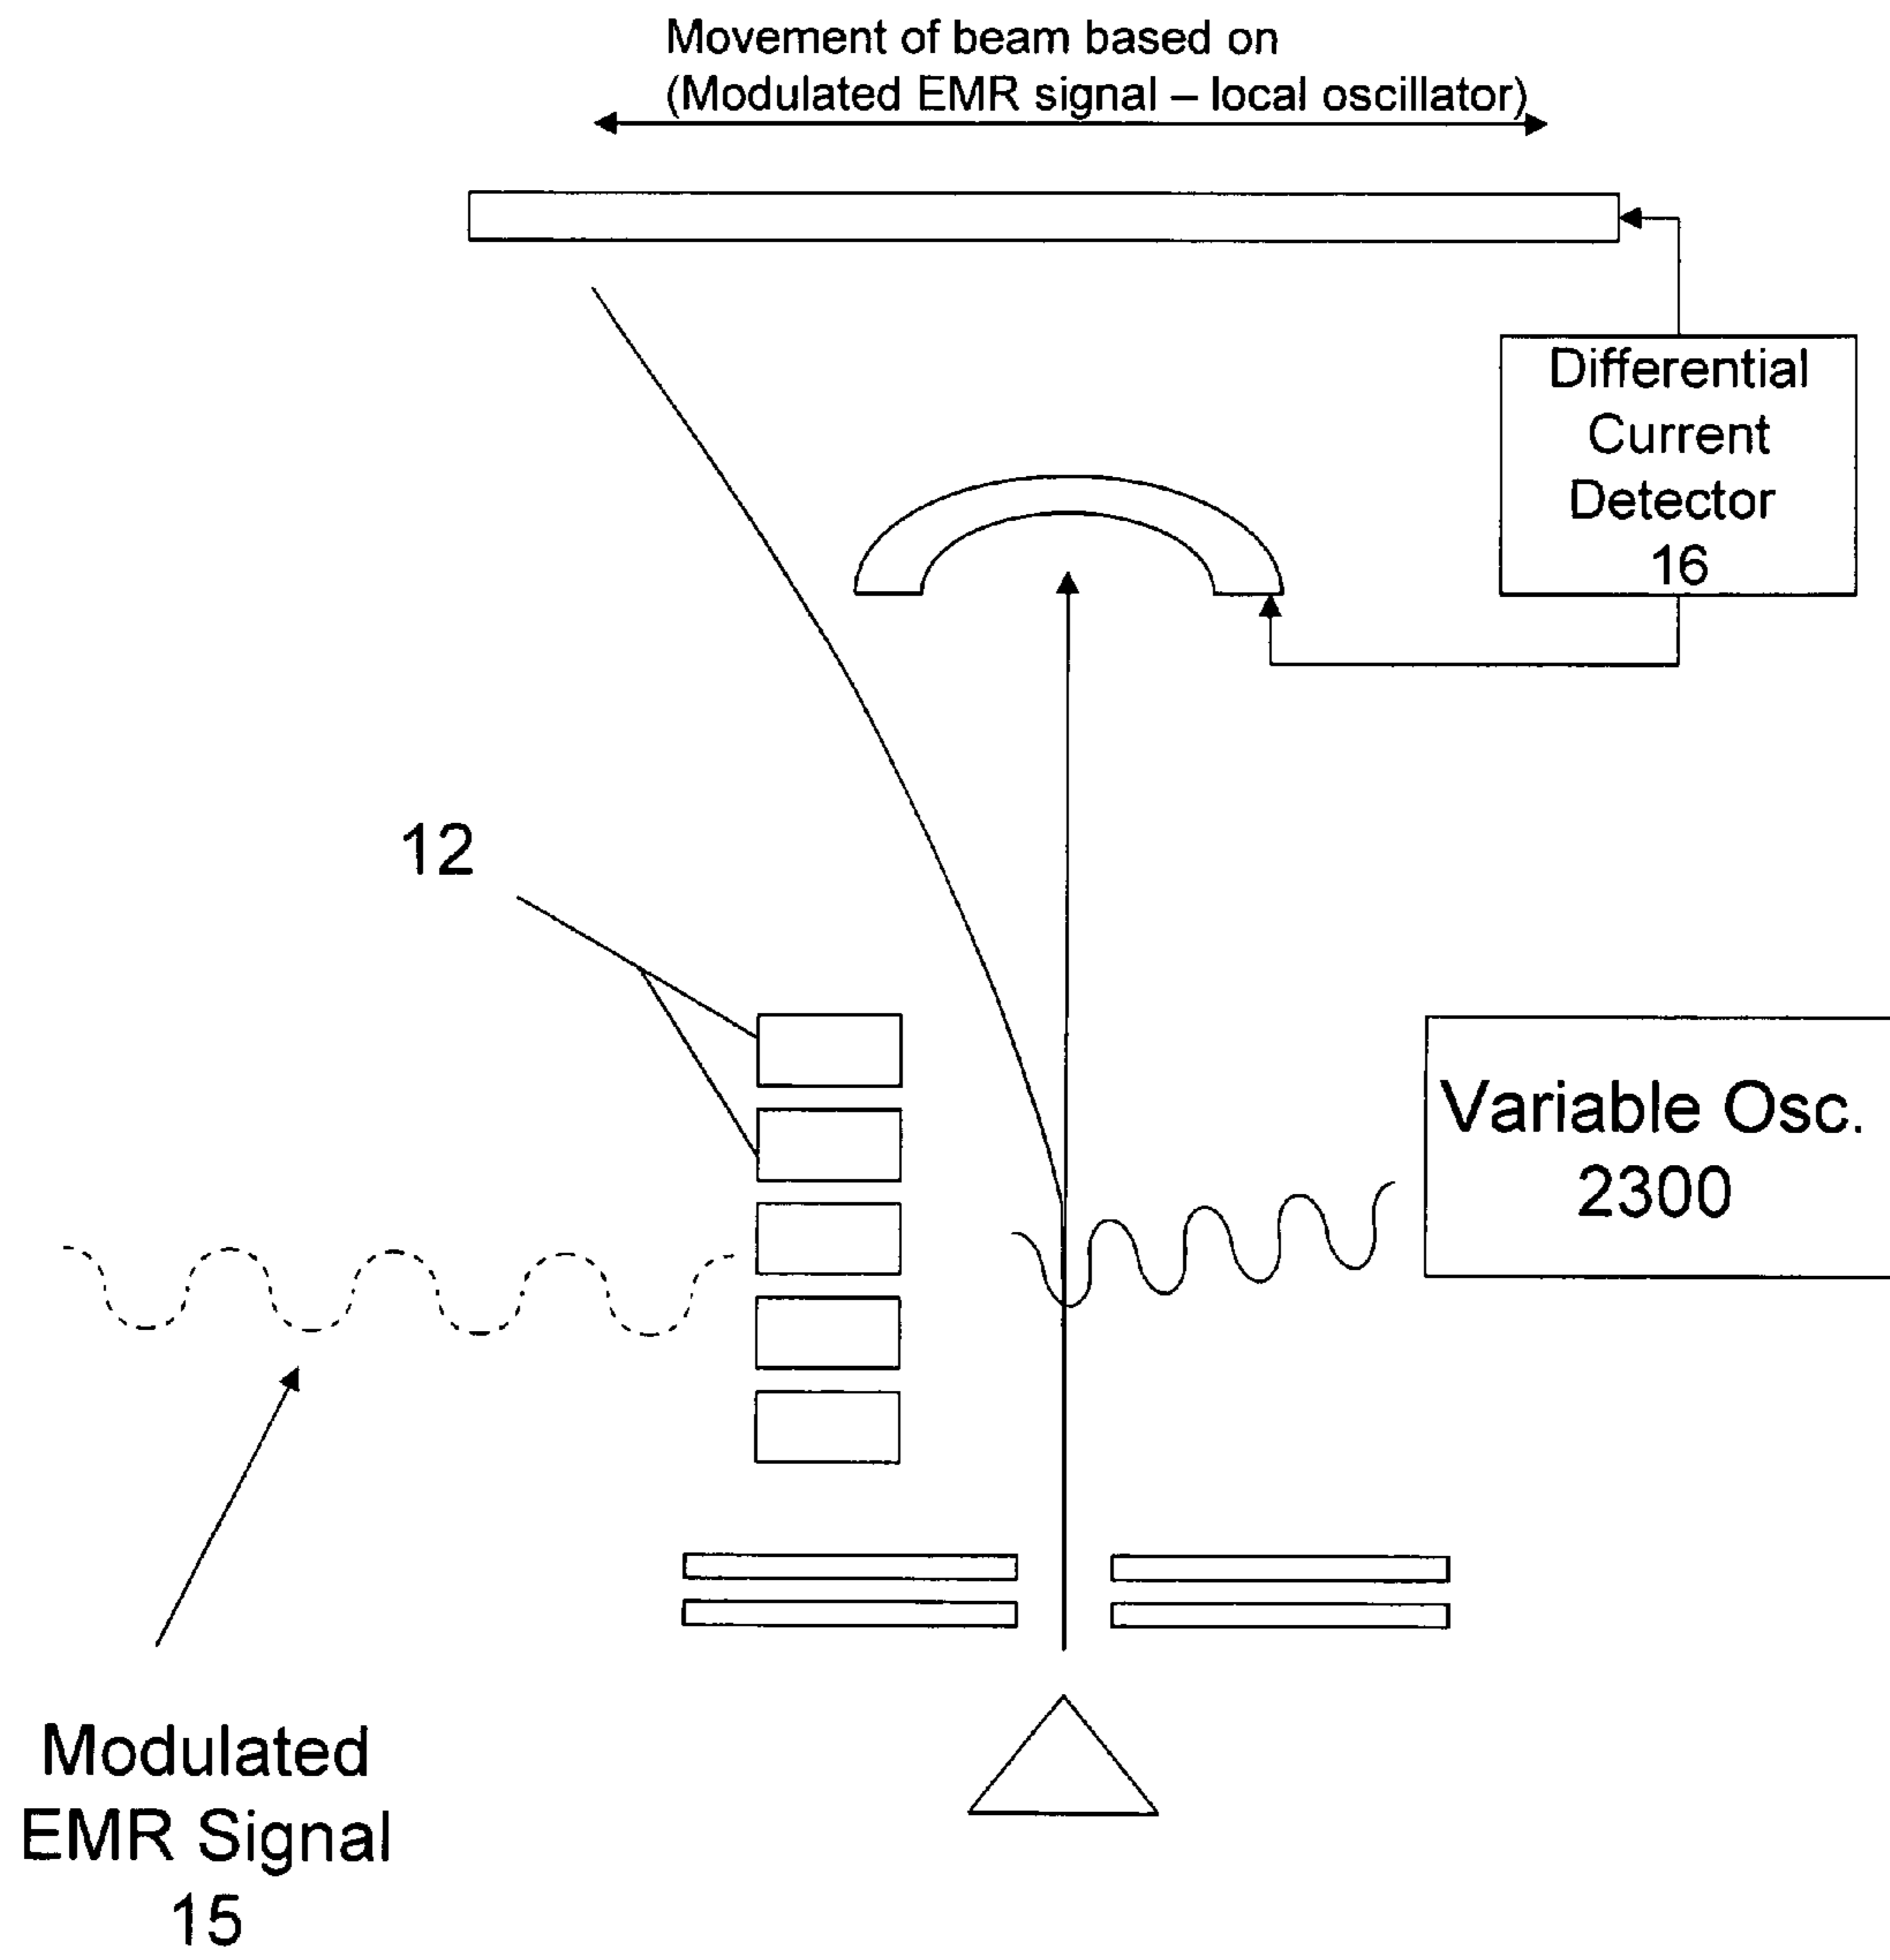 Movement of beam based on
(Modulated EMR signal – local oscillator)
Differential
Current
Detector
16
12
Variable Osc.
2300
Modulated
EMR Signal
15